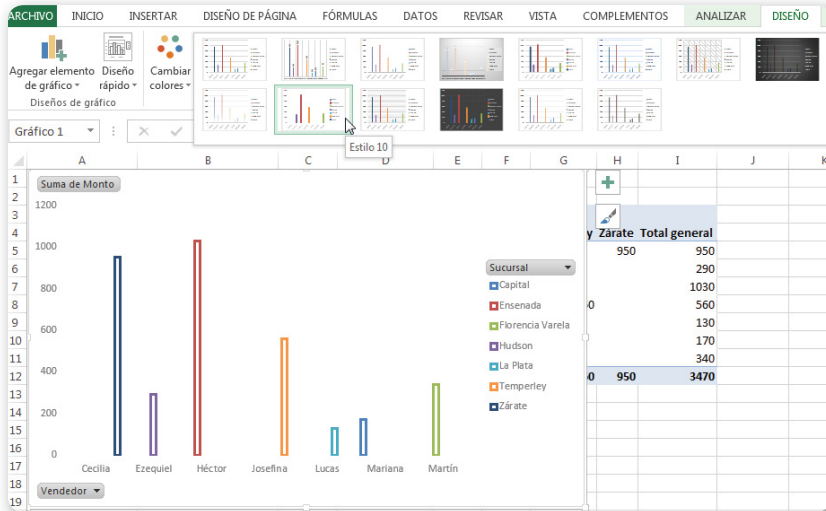 ARCHIVO INICIO INSERTAR DISEÑO DE PÁGINA FÓRMULAS DATOS REVISAR VISTA COMPLEMENTOS ANALIZAR DISEÑO
Agregar elemento de gráfico
Diseño rápido
Cambiar colores
Diseños de gráfico
Gráfico 1
Estilo 10
A B C D E F G H I J K
1
2
3
4
5
6
7
8
9
10
11
12
13
14
15
16
17
18
19
Suma de Monto
1200
1000
800
600
400
200
0
Cecilia Ezequiel Héctor Josefina Lucas Mariana Martín
Vendedor
Sucursal
Capital
Ensenada
Florencia Varela
Hudson
La Plata
Temperley
Zárate
y Zárate Total general
950 950
290
1030
0 560
130
170
340
0 950 3470